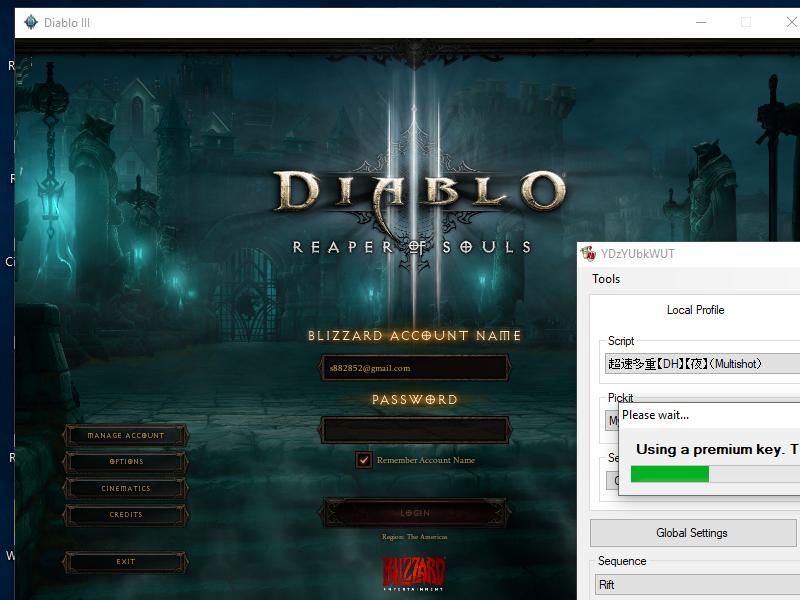 Diablo III
DIABLO
III
REAPER OF SOULS
BLIZZARD ACCOUNT NAME
s882852@gmail.com
PASSWORD
Remember Account Name
LOGIN
Region: The Americas
BLIZZARD
ENTERTAINMENT
MANAGE ACCOUNT
OPTIONS
CINEMATICS
CREDITS
EXIT
YDzYUbkWUT
Tools
Local Profile
Script
超速多重【DH】【夜】(Multishot)
Pickit
Please wait...
Using a premium key. T
Global Settings
Sequence
Rift